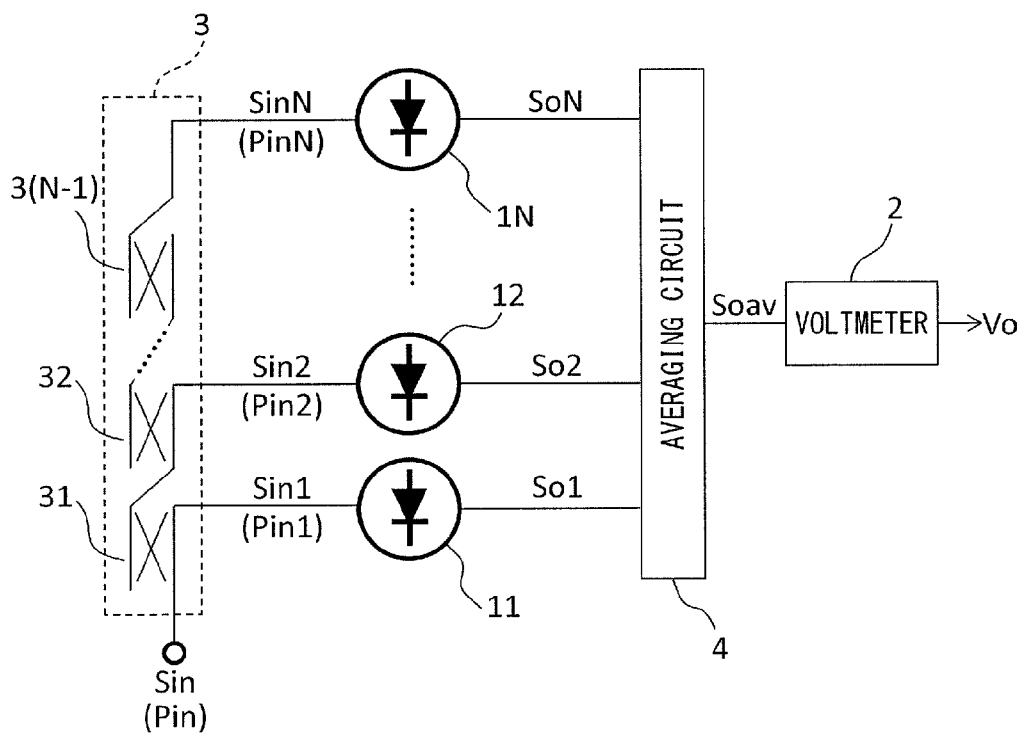 3
SinN
(PinN)
SoN
1N
3(N-1)
2
12
AVERAGING CIRCUIT
Soav
VOLTMETER
Vo
32
Sin2
(Pin2)
So2
31
Sin1
(Pin1)
So1
11
4
Sin
(Pin)